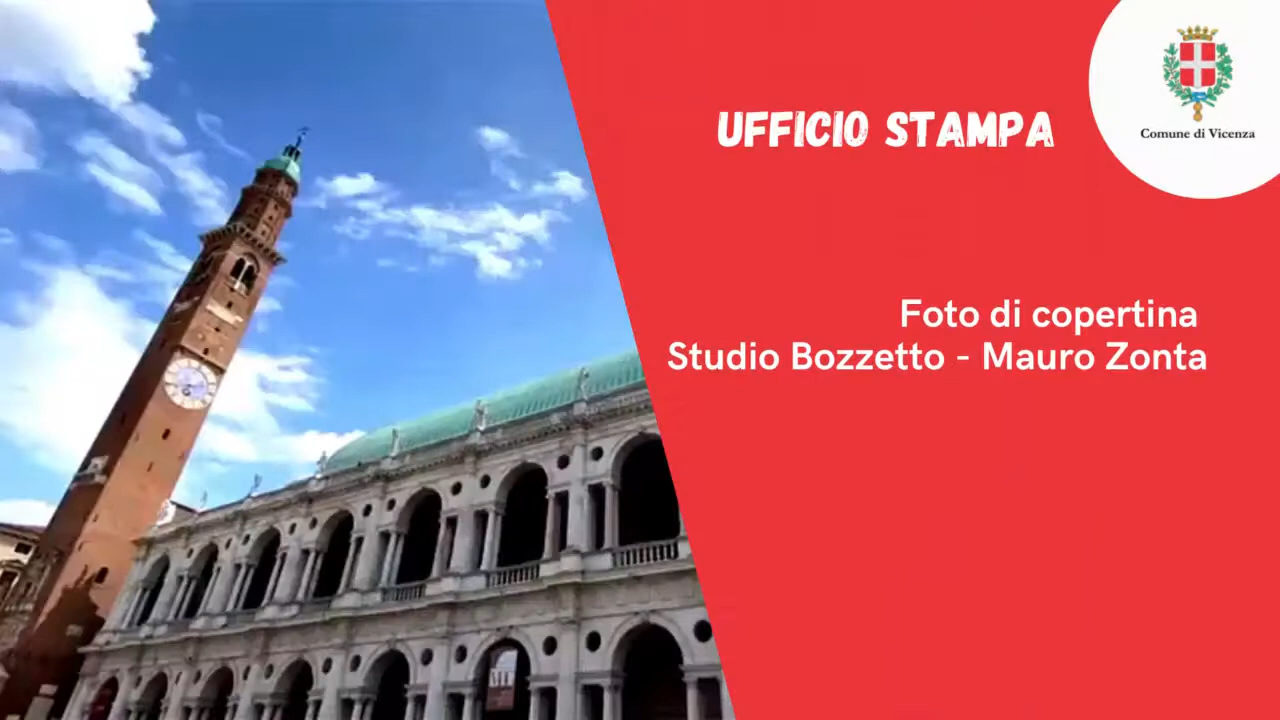 UFFICIO STAMPA
Comune di Vicenza
Foto di copertina
Studio Bozzetto - Mauro Zonta